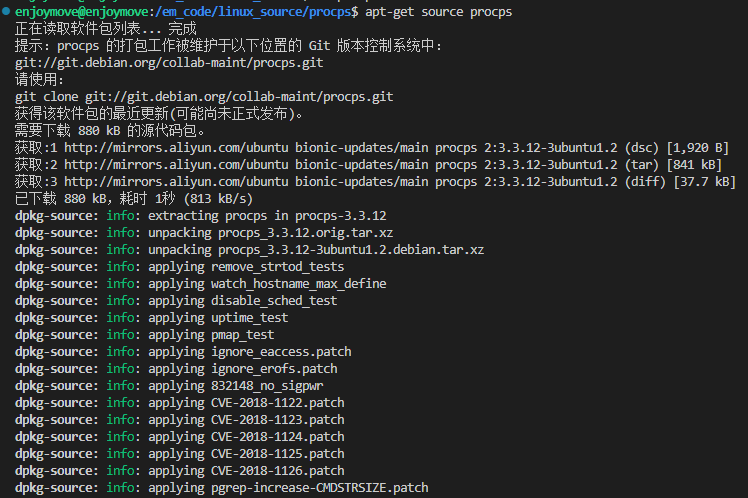 enjoymove@enjoymove:/em_code/linux_source/procps$ apt-get source procps
正在读取软件包列表... 完成
提示：procps 的打包工作被维护于以下位置的 Git 版本控制系统中：
git://git.debian.org/collab-maint/procps.git
请使用：
git clone git://git.debian.org/collab-maint/procps.git
获得该软件包的最近更新(可能尚未正式发布)。
需要下载 880 kB 的源代码包。
获取:1 http://mirrors.aliyun.com/ubuntu bionic-updates/main procps 2:3.3.12-3ubuntu1.2 (dsc) [1,920 B]
获取:2 http://mirrors.aliyun.com/ubuntu bionic-updates/main procps 2:3.3.12-3ubuntu1.2 (tar) [841 kB]
获取:3 http://mirrors.aliyun.com/ubuntu bionic-updates/main procps 2:3.3.12-3ubuntu1.2 (diff) [37.7 kB]
已下载 880 kB，耗时 1秒 (813 kB/s)
dpkg-source: info: extracting procps in procps-3.3.12
dpkg-source: info: unpacking procps_3.3.12.orig.tar.xz
dpkg-source: info: unpacking procps_3.3.12-3ubuntu1.2.debian.tar.xz
dpkg-source: info: applying remove_strtod_tests
dpkg-source: info: applying watch_hostname_max_define
dpkg-source: info: applying disable_sched_test
dpkg-source: info: applying uptime_test
dpkg-source: info: applying pmap_test
dpkg-source: info: applying ignore_eaccess.patch
dpkg-source: info: applying ignore_erofs.patch
dpkg-source: info: applying 832148_no_sigpwr
dpkg-source: info: applying CVE-2018-1122.patch
dpkg-source: info: applying CVE-2018-1123.patch
dpkg-source: info: applying CVE-2018-1124.patch
dpkg-source: info: applying CVE-2018-1125.patch
dpkg-source: info: applying CVE-2018-1126.patch
dpkg-source: info: applying pgrep-increase-CMDSTRSIZE.patch